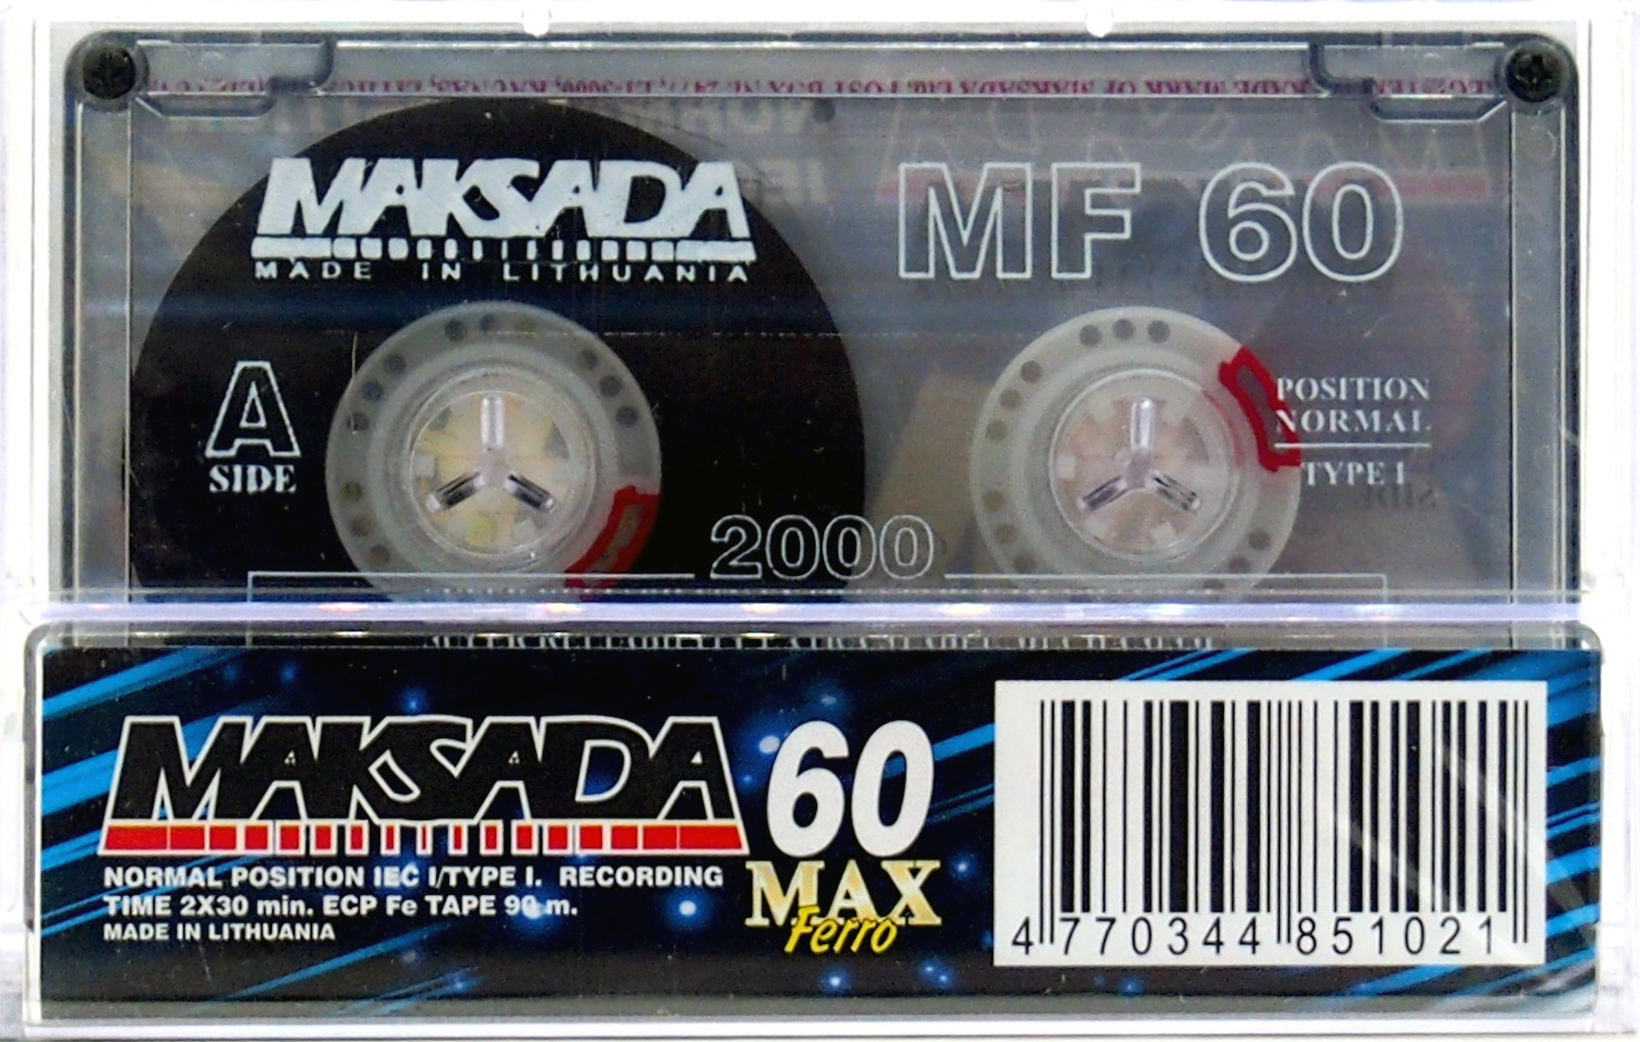 MAKSADA
MADE IN LITHUANIA
MF 60
A
SIDE
POSITION
NORMAL
TYPE I
2000
MAKSADA
60
MAX
Ferro
NORMAL POSITION IEC I/TYPE I. RECORDING
TIME 2X30 min. ECP Fe TAPE 90 m.
MADE IN LITHUANIA
4 770344 851021